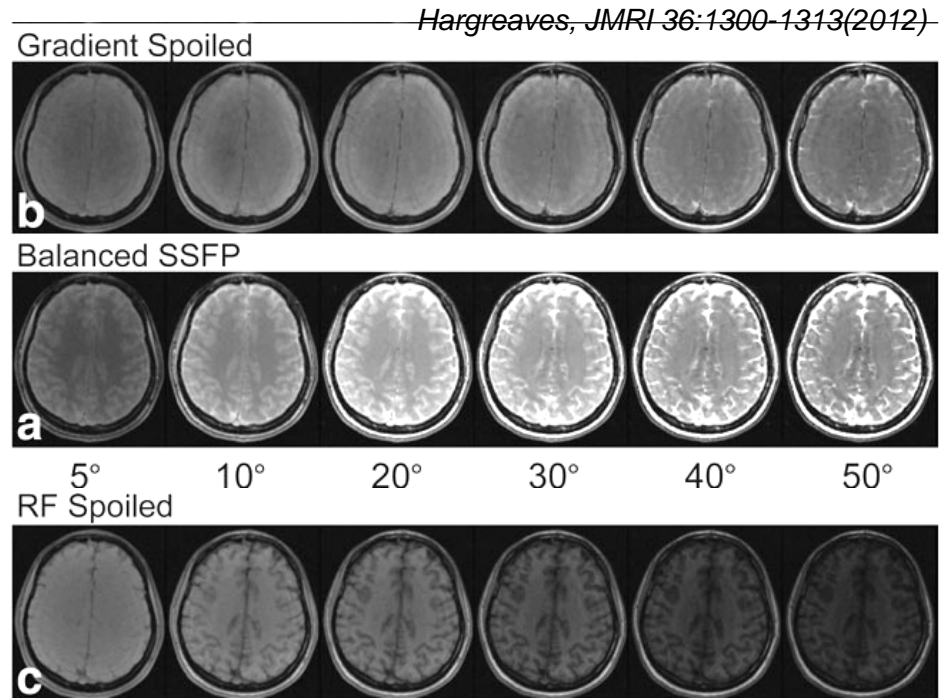 Hargreaves, JMRI 36:1300-1313(2012)
Gradient Spoiled
b
Balanced SSFP
a
5° 10° 20° 30° 40° 50°
RF Spoiled
c